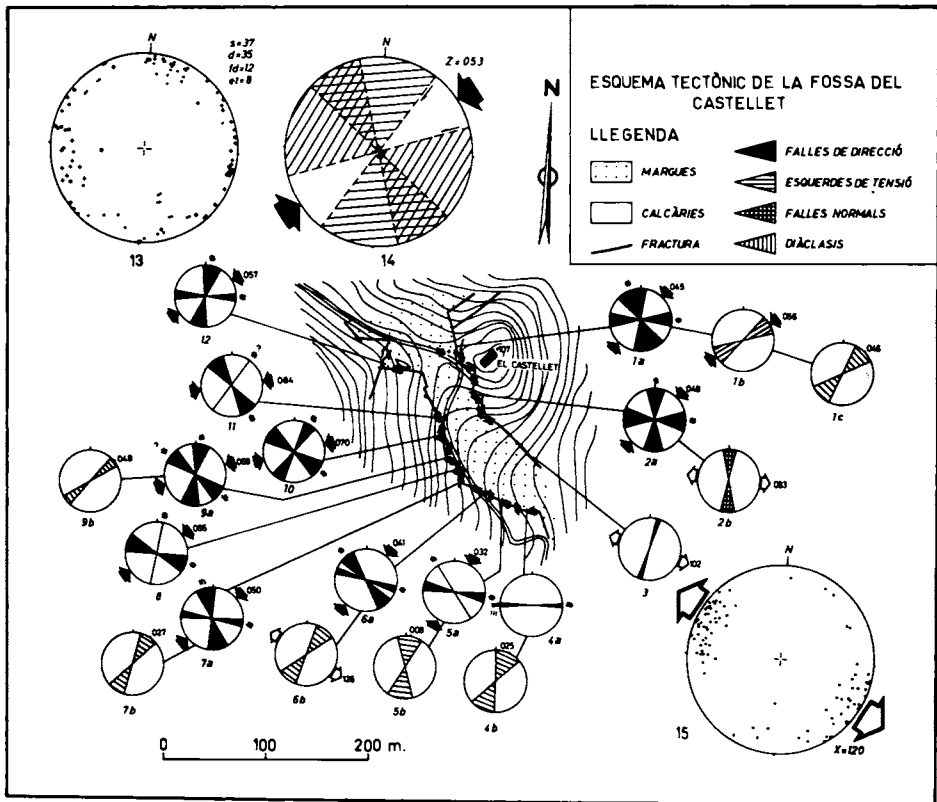 N
s=37
d=35
fd=12
et=8
13
N
Z=053
14
N
ESQUEMA TECTÒNIC DE LA FOSSA DEL
CASTELLET
LLEGENDA
MARGUES
CALCÀRIES
FRACTURA
FALLES DE DIRECCIÓ
ESQUERDES DE TENSIÓ
FALLES NORMALS
DIÀCLASIS
057
12
084
11
070
10
048
9b
9a
8
050
7a
027
7b
041
6a
126
6b
032
5a
008
5b
4a
025
4b
EL CASTELLET
045
1a
056
1b
046
1c
048
2a
083
2b
102
3
N
15
X=120
0 100 200 m.